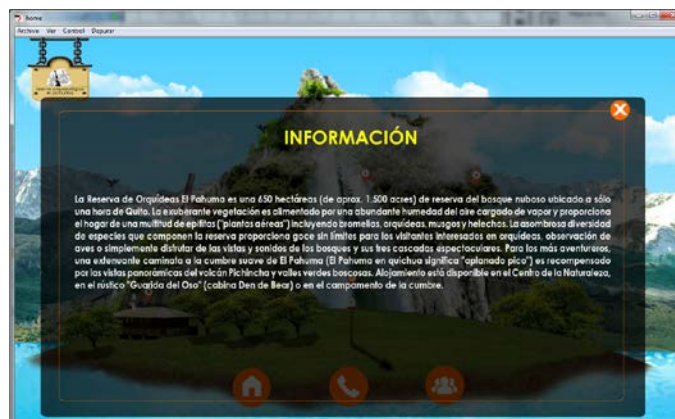 home
Archivo Ver Control Depurar
INFORMACIÓN
La Reserva de Orquídeas El Pahuma es una 650 hectáreas (de aprox. 1.500 acres) de reserva del bosque nuboso ubicado a sólo
una hora de Quito. La exuberante vegetación es alimentado por una abundante humedad del aire cargado de vapor y proporciona
el hogar de una multitud de epífitas ("plantas aéreas") incluyendo bromelias, orquídeas, musgos y helechos. La asombrosa diversidad
de especies que componen la reserva proporciona goce sin límites para los visitantes interesados en orquídeas, observación de
aves o simplemente disfrutar de las vistas y sonidos de los bosques y sus tres cascadas espectaculares. Para los más aventureros,
una extenuante caminata a la cumbre suave de El Pahuma (El Pahuma en quichua significa "aplanado pico") es recompensado
por las vistas panorámicas del volcán Pichincha y valles verdes boscosas. Alojamiento está disponible en el Centro de la Naturaleza,
en el rústico "Guarida del Oso" (cabina Den de Bear) o en el campamento de la cumbre.